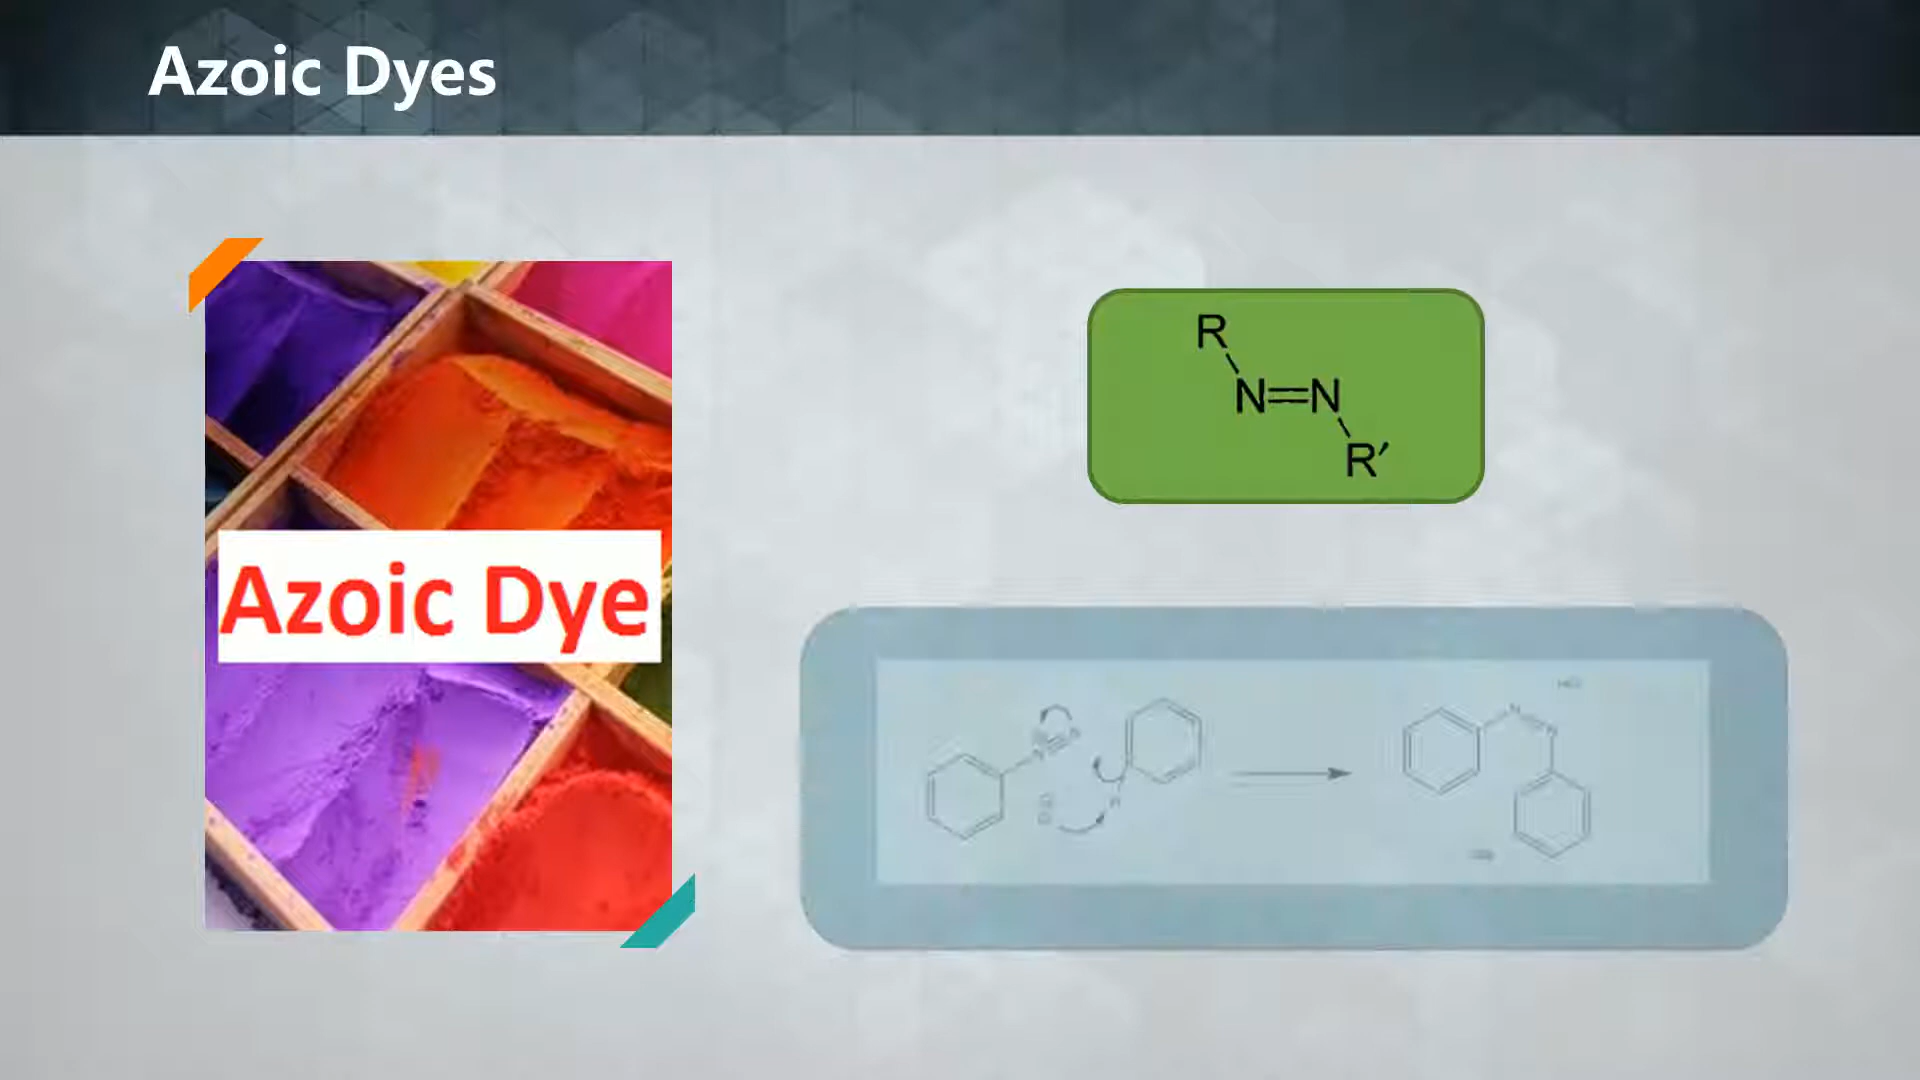 Azoic Dyes
Azoic Dye
R
N=N
R′